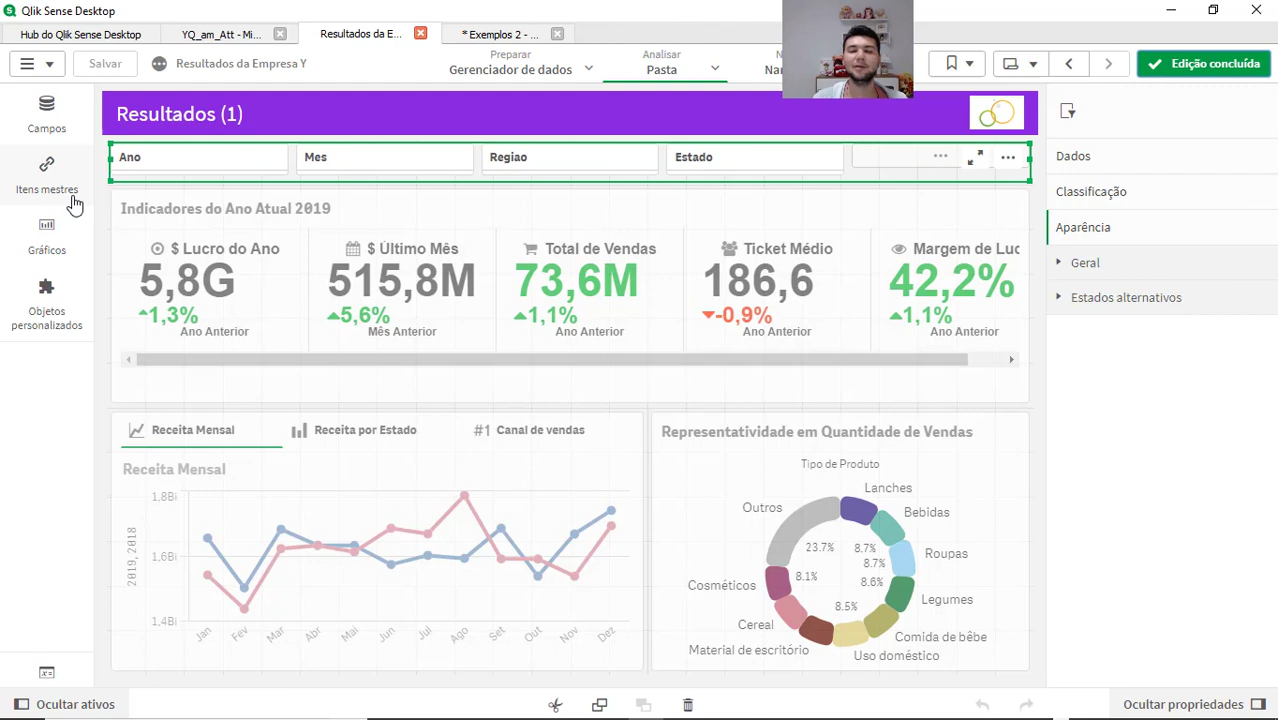 Qlik Sense Desktop
Hub do Qlik Sense Desktop
YQ_am_Att - Mi...
Resultados da E...
* Exemplos 2 - ...
Salvar
Resultados da Empresa Y
Preparar
Gerenciador de dados
Analisar
Pasta
Edição concluída
Campos
Itens mestres
Gráficos
Objetos
personalizados
Resultados (1)
Ano
Mes
Regiao
Estado
Indicadores do Ano Atual 2019
$ Lucro do Ano
5,8G
1,3%
Ano Anterior
$ Último Mês
515,8M
5,6%
Mês Anterior
Total de Vendas
73,6M
1,1%
Ano Anterior
Ticket Médio
186,6
-0,9%
Ano Anterior
Margem de Luc
42,2%
1,1%
Ano Anterior
Receita Mensal
Receita por Estado
#1 Canal de vendas
Receita Mensal
2019, 2018
1,8Bi
1,6Bi
1,4Bi
Jan
Fev
Mar
Abr
Mai
Jun
Jul
Ago
Set
Out
Nov
Dez
Representatividade em Quantidade de Vendas
Tipo de Produto
Lanches
Outros
Bebidas
23.7%
8.7%
Roupas
8.7%
8.1%
8.6%
Cosméticos
Legumes
8.5%
Cereal
Comida de bêbe
Material de escritório
Uso doméstico
Dados
Classificação
Aparência
Geral
Estados alternativos
Ocultar ativos
Ocultar propriedades